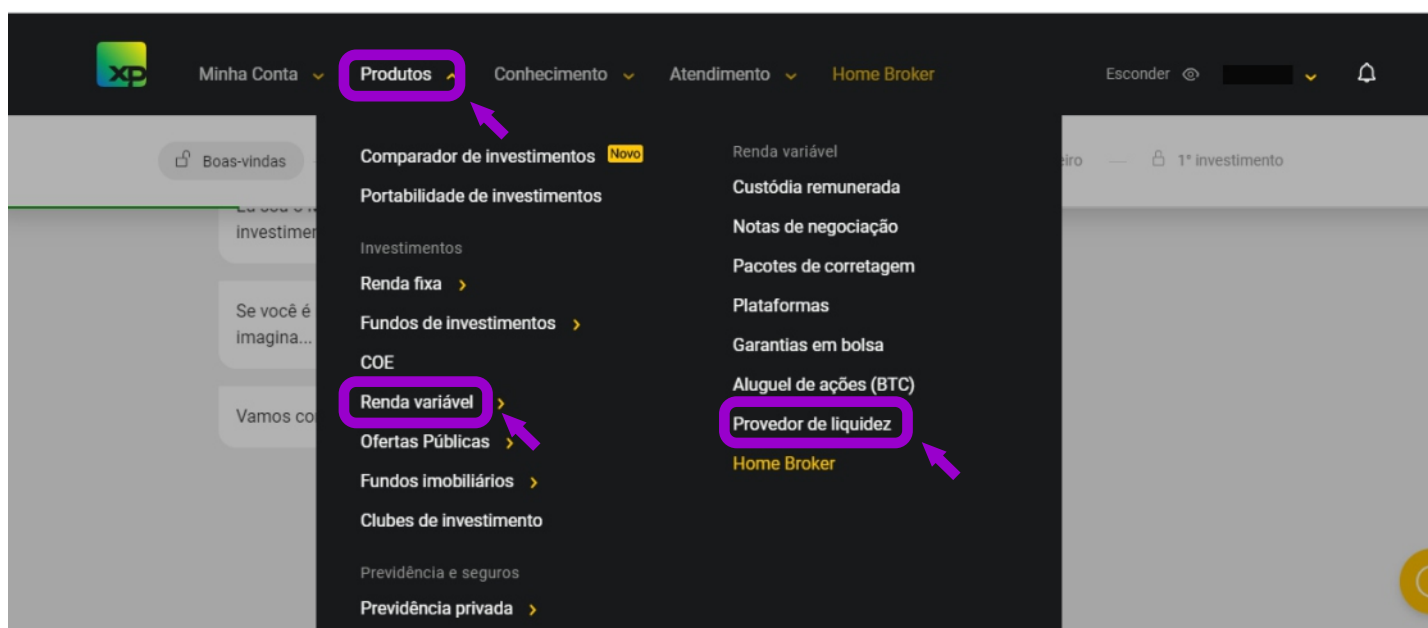 xp
Minha Conta
Produtos
Conhecimento
Atendimento
Home Broker
Esconder
Boas-vindas
1º investimento
Comparador de investimentos Novo
Portabilidade de investimentos
Investimentos
Renda fixa
Fundos de investimentos
COE
Renda variável
Ofertas Públicas
Fundos imobiliários
Clubes de investimento
Previdência e seguros
Previdência privada
Renda variável
Custódia remunerada
Notas de negociação
Pacotes de corretagem
Plataformas
Garantias em bolsa
Aluguel de ações (BTC)
Provedor de liquidez
Home Broker
Se você é
imagina...